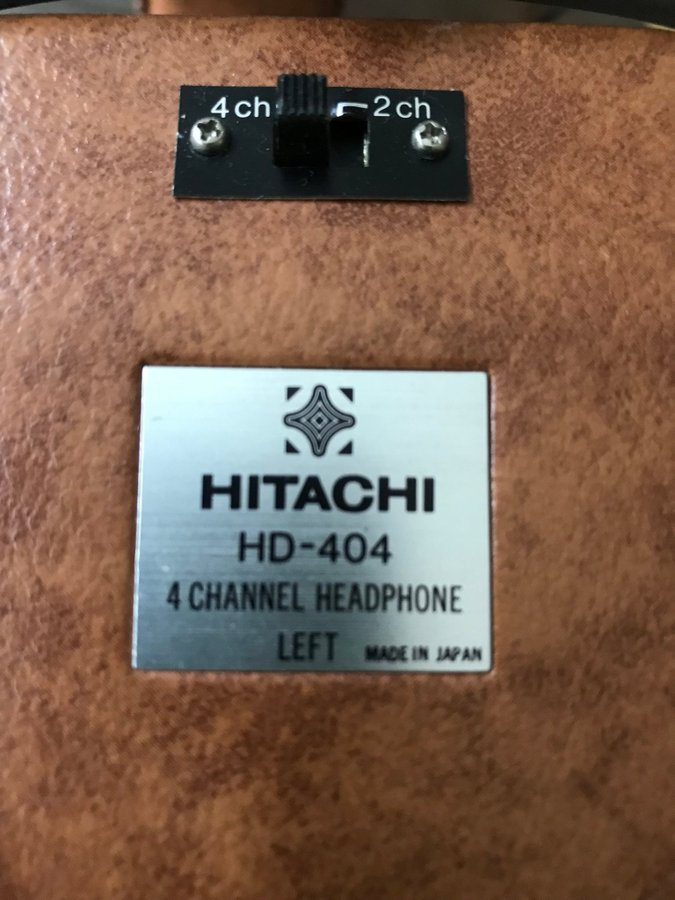 4ch 2ch
HITACHI
HD-404
4 CHANNEL HEADPHONE
LEFT MADE IN JAPAN